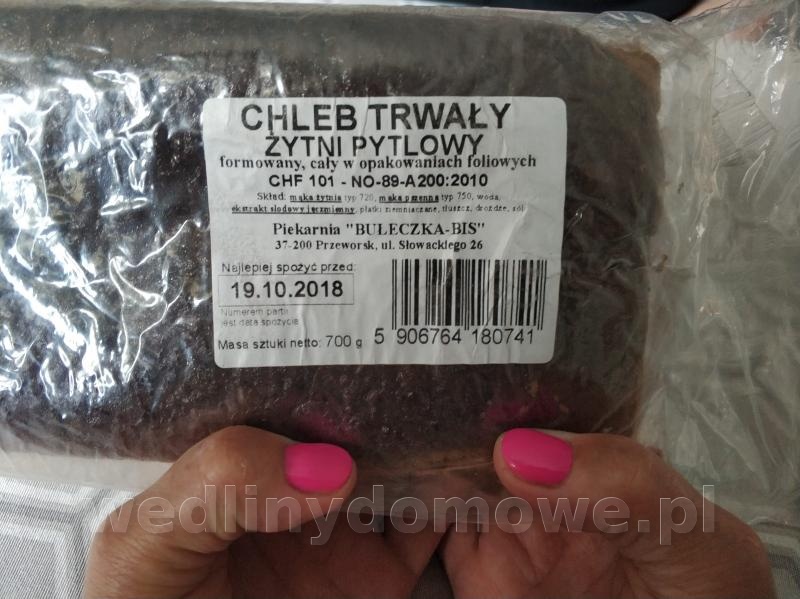 CHLEB TRWAŁY
ŻYTNI PYTLOWY
formowany, cały w opakowaniach foliowych
CHF 101 - NO-89-A200:2010
Skład: mąka żytnia typ 720, mąka pszenna typ 750, woda,
ekstrakt słodowy jęczmienny, płatki ziemniaczane, tłuszcz, drożdże, sól
Piekarnia "BUŁECZKA-BIS"
37-200 Przeworsk, ul. Słowackiego 26
Najlepiej spożyć przed:
19.10.2018
Numerem partii
jest data spożycia
Masa sztuki netto: 700 g
5 906764 180741
wedlinydomowe.pl